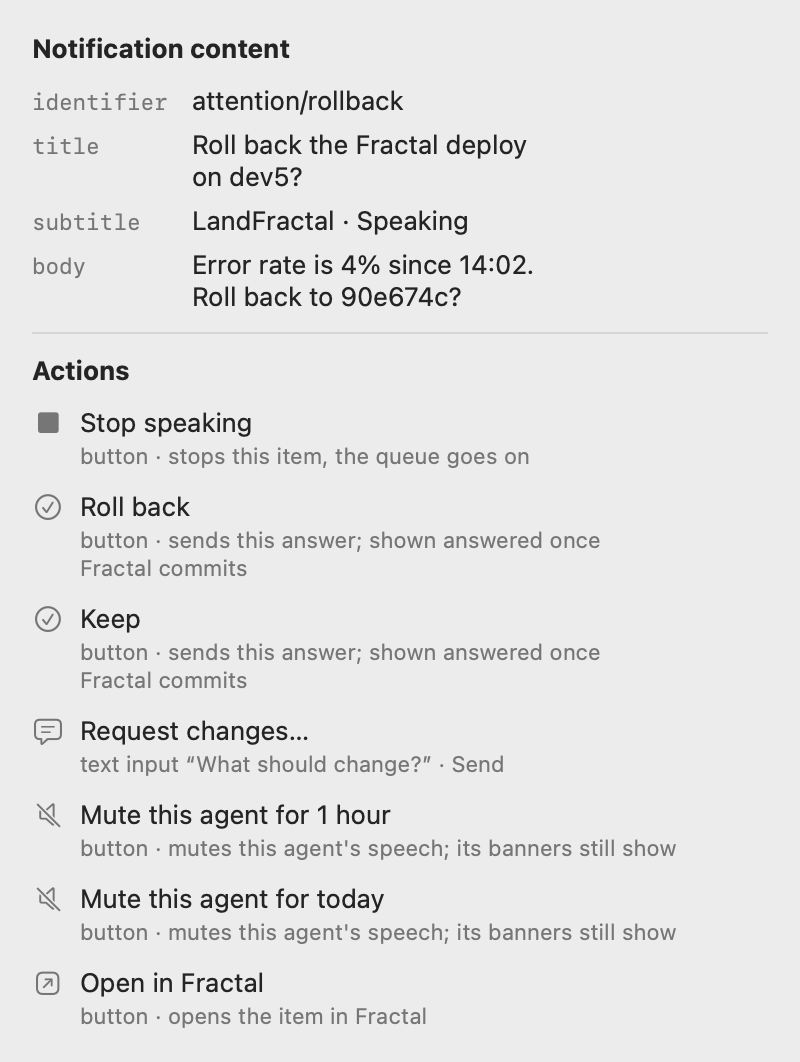 Notification content
identifier attention/rollback
title Roll back the Fractal deploy
on dev5?
subtitle LandFractal · Speaking
body Error rate is 4% since 14:02.
Roll back to 90e674c?
Actions
Stop speaking
button · stops this item, the queue goes on
Roll back
button · sends this answer; shown answered once
Fractal commits
Keep
button · sends this answer; shown answered once
Fractal commits
Request changes…
text input “What should change?” · Send
Mute this agent for 1 hour
button · mutes this agent's speech; its banners still show
Mute this agent for today
button · mutes this agent's speech; its banners still show
Open in Fractal
button · opens the item in Fractal